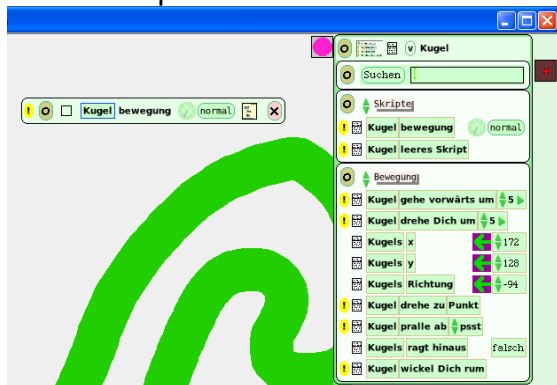 v Kugel
Suchen
! Kugel bewegung normal
Skripte
! Kugel bewegung normal
! Kugel leeres Skript
Bewegung
! Kugel gehe vorwärts um 5
! Kugel drehe Dich um 5
Kugels x 172
Kugels y 128
Kugels Richtung -94
! Kugel drehe zu Punkt
! Kugel pralle ab psst
Kugels ragt hinaus falsch
! Kugel wickel Dich rum